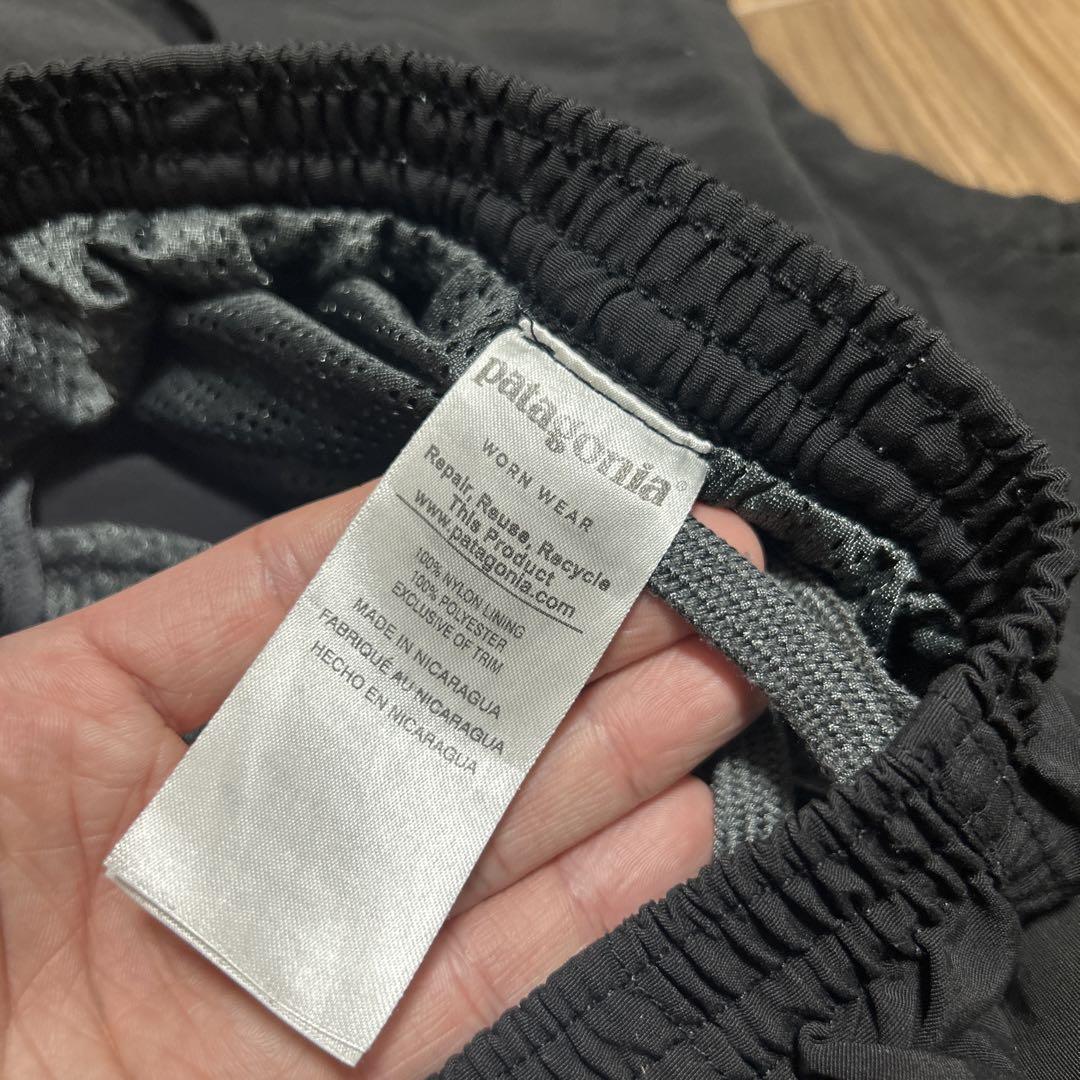 patagonia®
WORN WEAR
Repair, Reuse, Recycle
This Product
www.patagonia.com
100% NYLON LINING
100% POLYESTER
EXCLUSIVE OF TRIM
MADE IN NICARAGUA
FABRIQUÉ AU NICARAGUA
HECHO EN NICARAGUA